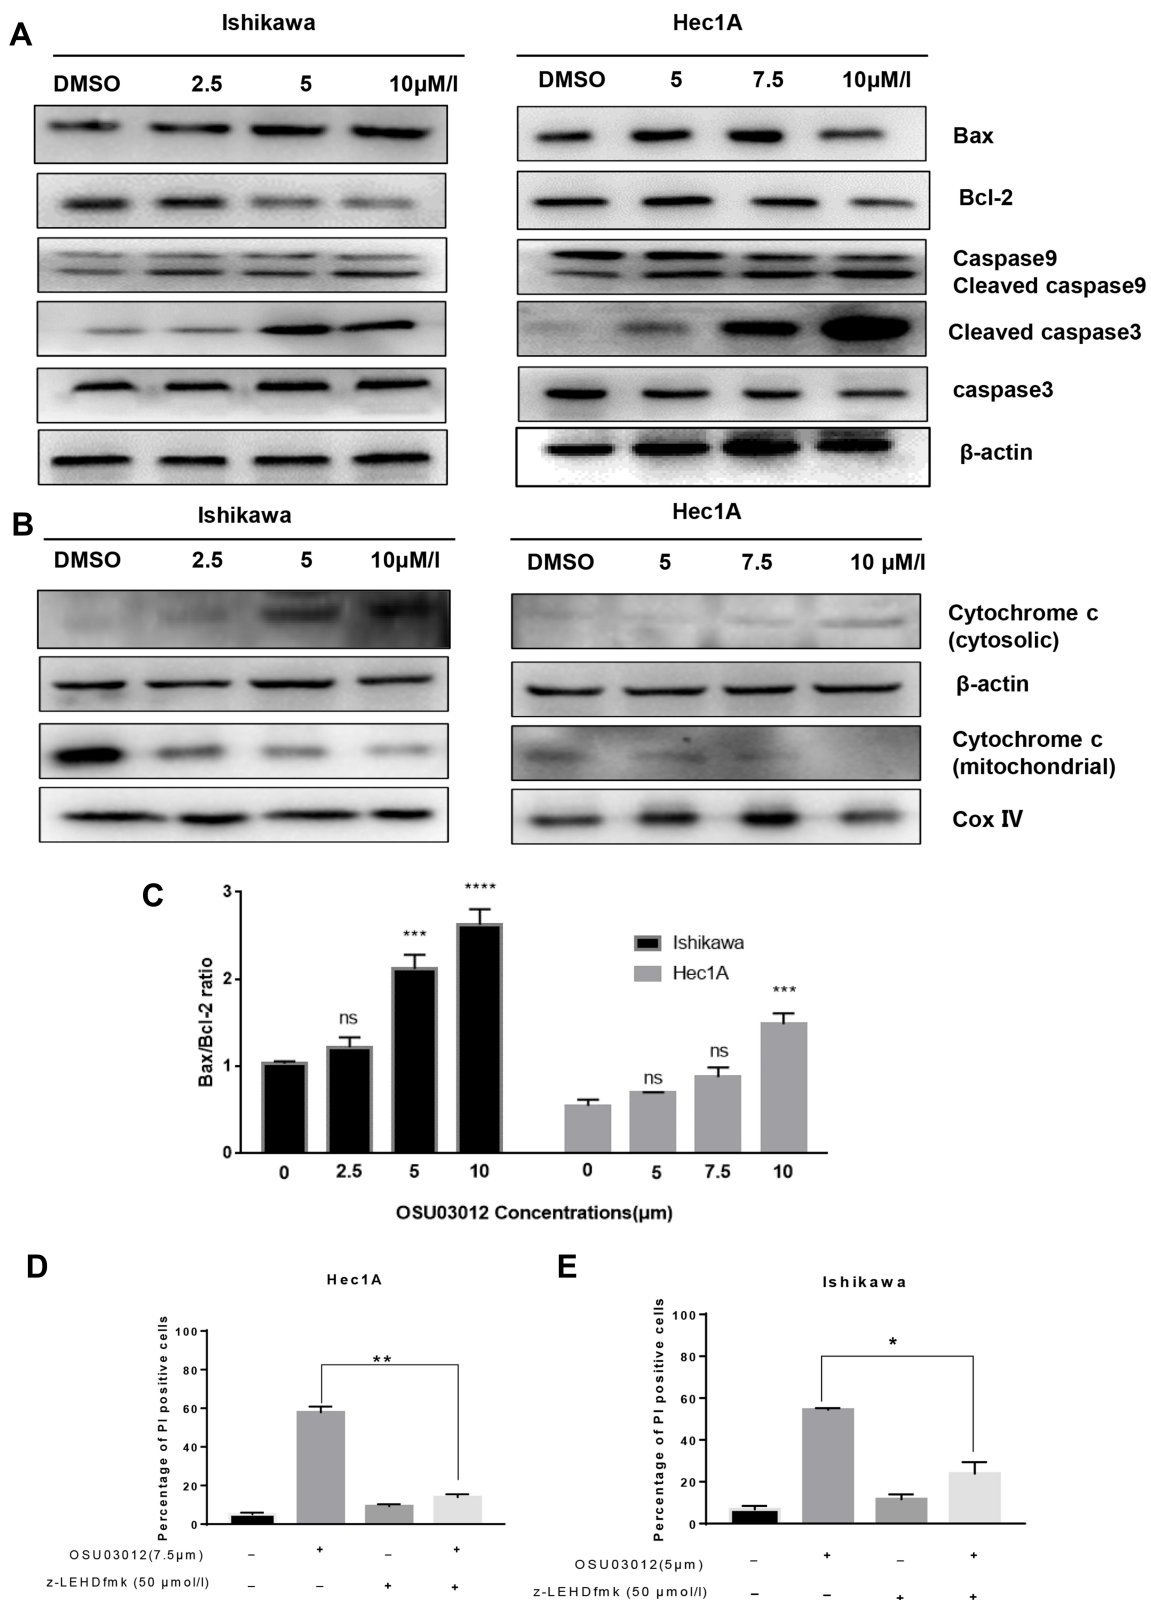 A
Ishikawa
Hec1A
DMSO 2.5 5 10μM/l
DMSO 5 7.5 10μM/l
Bax
Bcl-2
Caspase9
Cleaved caspase9
Cleaved caspase3
caspase3
β-actin
B
Ishikawa
Hec1A
DMSO 2.5 5 10μM/l
DMSO 5 7.5 10 μM/l
Cytochrome c
(cytosolic)
β-actin
Cytochrome c
(mitochondrial)
Cox Ⅳ
C
Bax/Bcl-2 ratio
3
2
1
0
ns
***
****
ns
ns
***
Ishikawa
Hec1A
0 2.5 5 10 0 5 7.5 10
OSU03012 Concentrations(μm)
D
Hec1A
Percentage of PI positive cells
100
80
60
40
20
0
**
OSU03012(7.5μm) – + – +
z-LEHDfmk (50 μmol/l) – – + +
E
Ishikawa
Percentage of PI positive cells
100
80
60
40
20
0
*
OSU03012(5μm) – + – +
z-LEHDfmk (50 μmol/l) – – + +